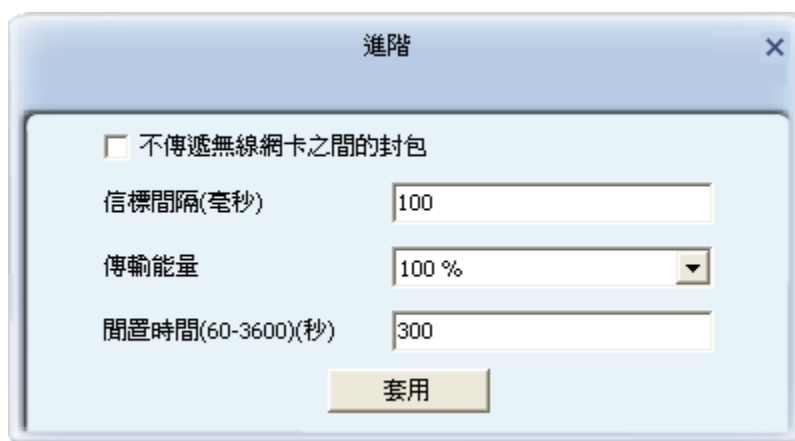 進階
不傳遞無線網卡之間的封包
信標間隔(毫秒) 100
傳輸能量 100 %
閒置時間(60-3600)(秒) 300
套用